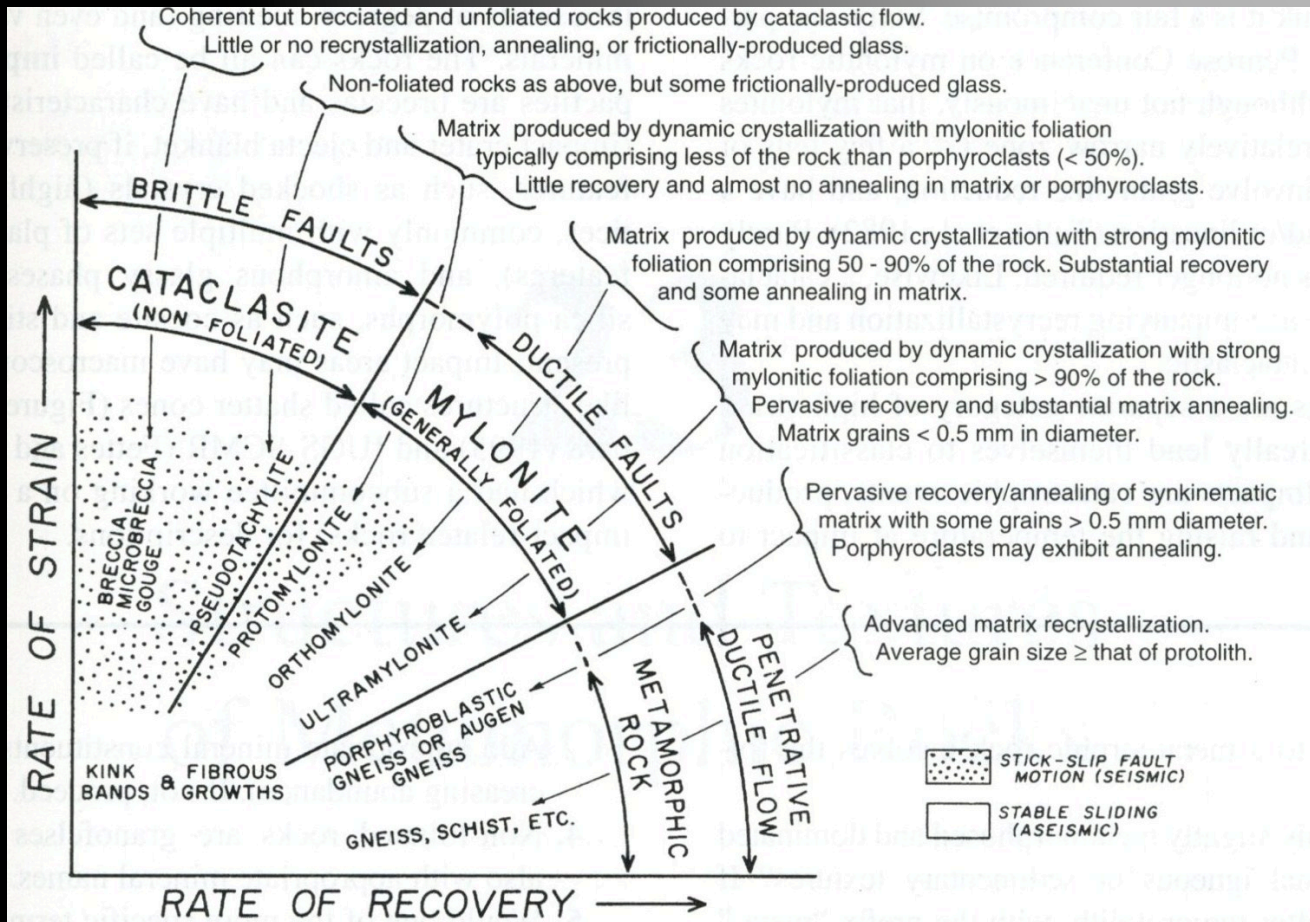 Coherent but brecciated and unfoliated rocks produced by cataclastic flow.
Little or no recrystallization, annealing, or frictionally-produced glass.
Non-foliated rocks as above, but some frictionally-produced glass.
Matrix produced by dynamic crystallization with mylonitic foliation
typically comprising less of the rock than porphyroclasts (< 50%).
Little recovery and almost no annealing in matrix or porphyroclasts.
Matrix produced by dynamic crystallization with strong mylonitic
foliation comprising 50 - 90% of the rock. Substantial recovery
and some annealing in matrix.
Matrix produced by dynamic crystallization with strong
mylonitic foliation comprising > 90% of the rock.
Pervasive recovery and substantial matrix annealing.
Matrix grains < 0.5 mm in diameter.
Pervasive recovery/annealing of synkinematic
matrix with some grains > 0.5 mm diameter.
Porphyroclasts may exhibit annealing.
Advanced matrix recrystallization.
Average grain size ≥ that of protolith.
BRITTLE FAULTS
DUCTILE FAULTS
PENETRATIVE
DUCTILE FLOW
CATACLASITE
(NON-FOLIATED)
MYLONITE
(GENERALLY FOLIATED)
METAMORPHIC
ROCK
BRECCIA
MICROBRECCIA
GOUGE
PSEUDOTACHYLITE
PROTOMYLONITE
ORTHOMYLONITE
ULTRAMYLONITE
PORPHYROBLASTIC
GNEISS OR AUGEN
GNEISS
GNEISS, SCHIST, ETC.
KINK
BANDS
&
FIBROUS
GROWTHS
STICK-SLIP FAULT
MOTION (SEISMIC)
STABLE SLIDING
(ASEISMIC)
RATE OF STRAIN
RATE OF RECOVERY